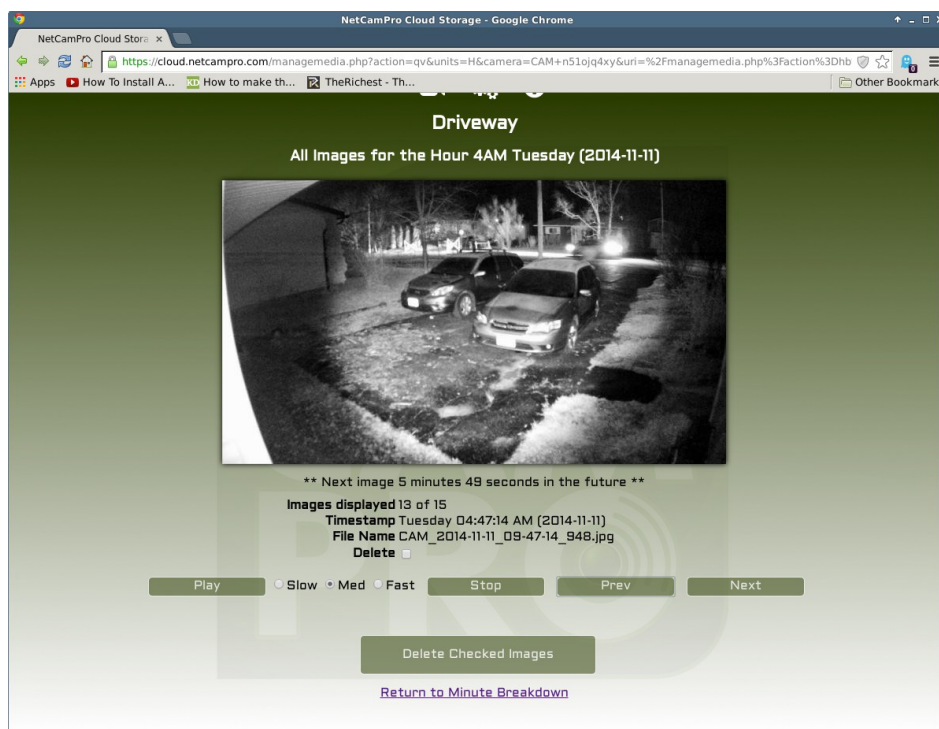 NetCamPro Cloud Storage - Google Chrome
NetCamPro Cloud Stora
https://cloud.netcampro.com/managemedia.php?action=qv&units=H&camera=CAM+n51ojq4xy&uri=%2Fmanagemedia.php%3Faction%3Dhb
Apps How To Install A... KD How to make th... R TheRichest - Th... Other Bookmark
Driveway
All Images for the Hour 4AM Tuesday (2014-11-11)
** Next image 5 minutes 49 seconds in the future **
Images displayed 13 of 15
Timestamp Tuesday 04:47:14 AM (2014-11-11)
File Name CAM_2014-11-11_09-47-14_948.jpg
Delete
Play Slow Med Fast Stop Prev Next
Delete Checked Images
Return to Minute Breakdown
PRO